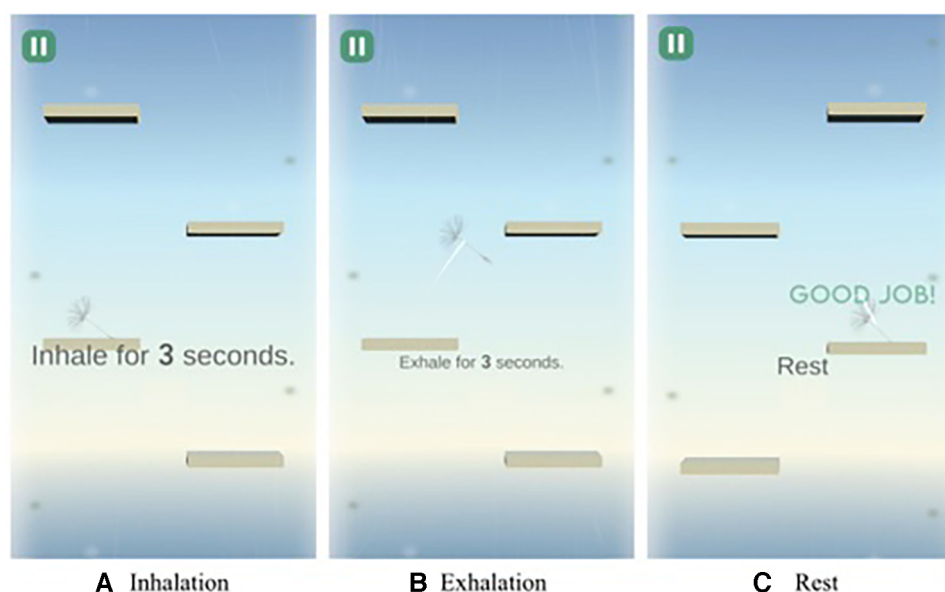 Inhale for 3 seconds.
Exhale for 3 seconds.
GOOD JOB!
Rest
A Inhalation
B Exhalation
C Rest